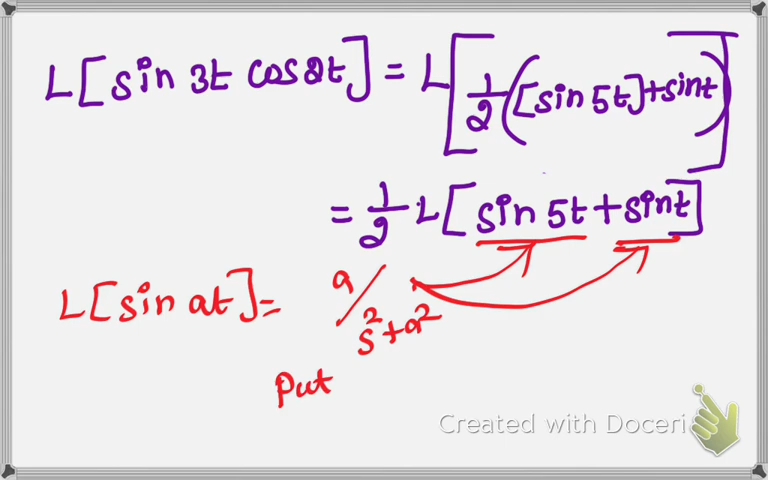 L[sin 3t cos 2t] = L[1/2([sin 5t]+sint)]
= 1/2 L[sin 5t + sint]
L[sin at] = a/s²+a²
Put
Created with Doceri